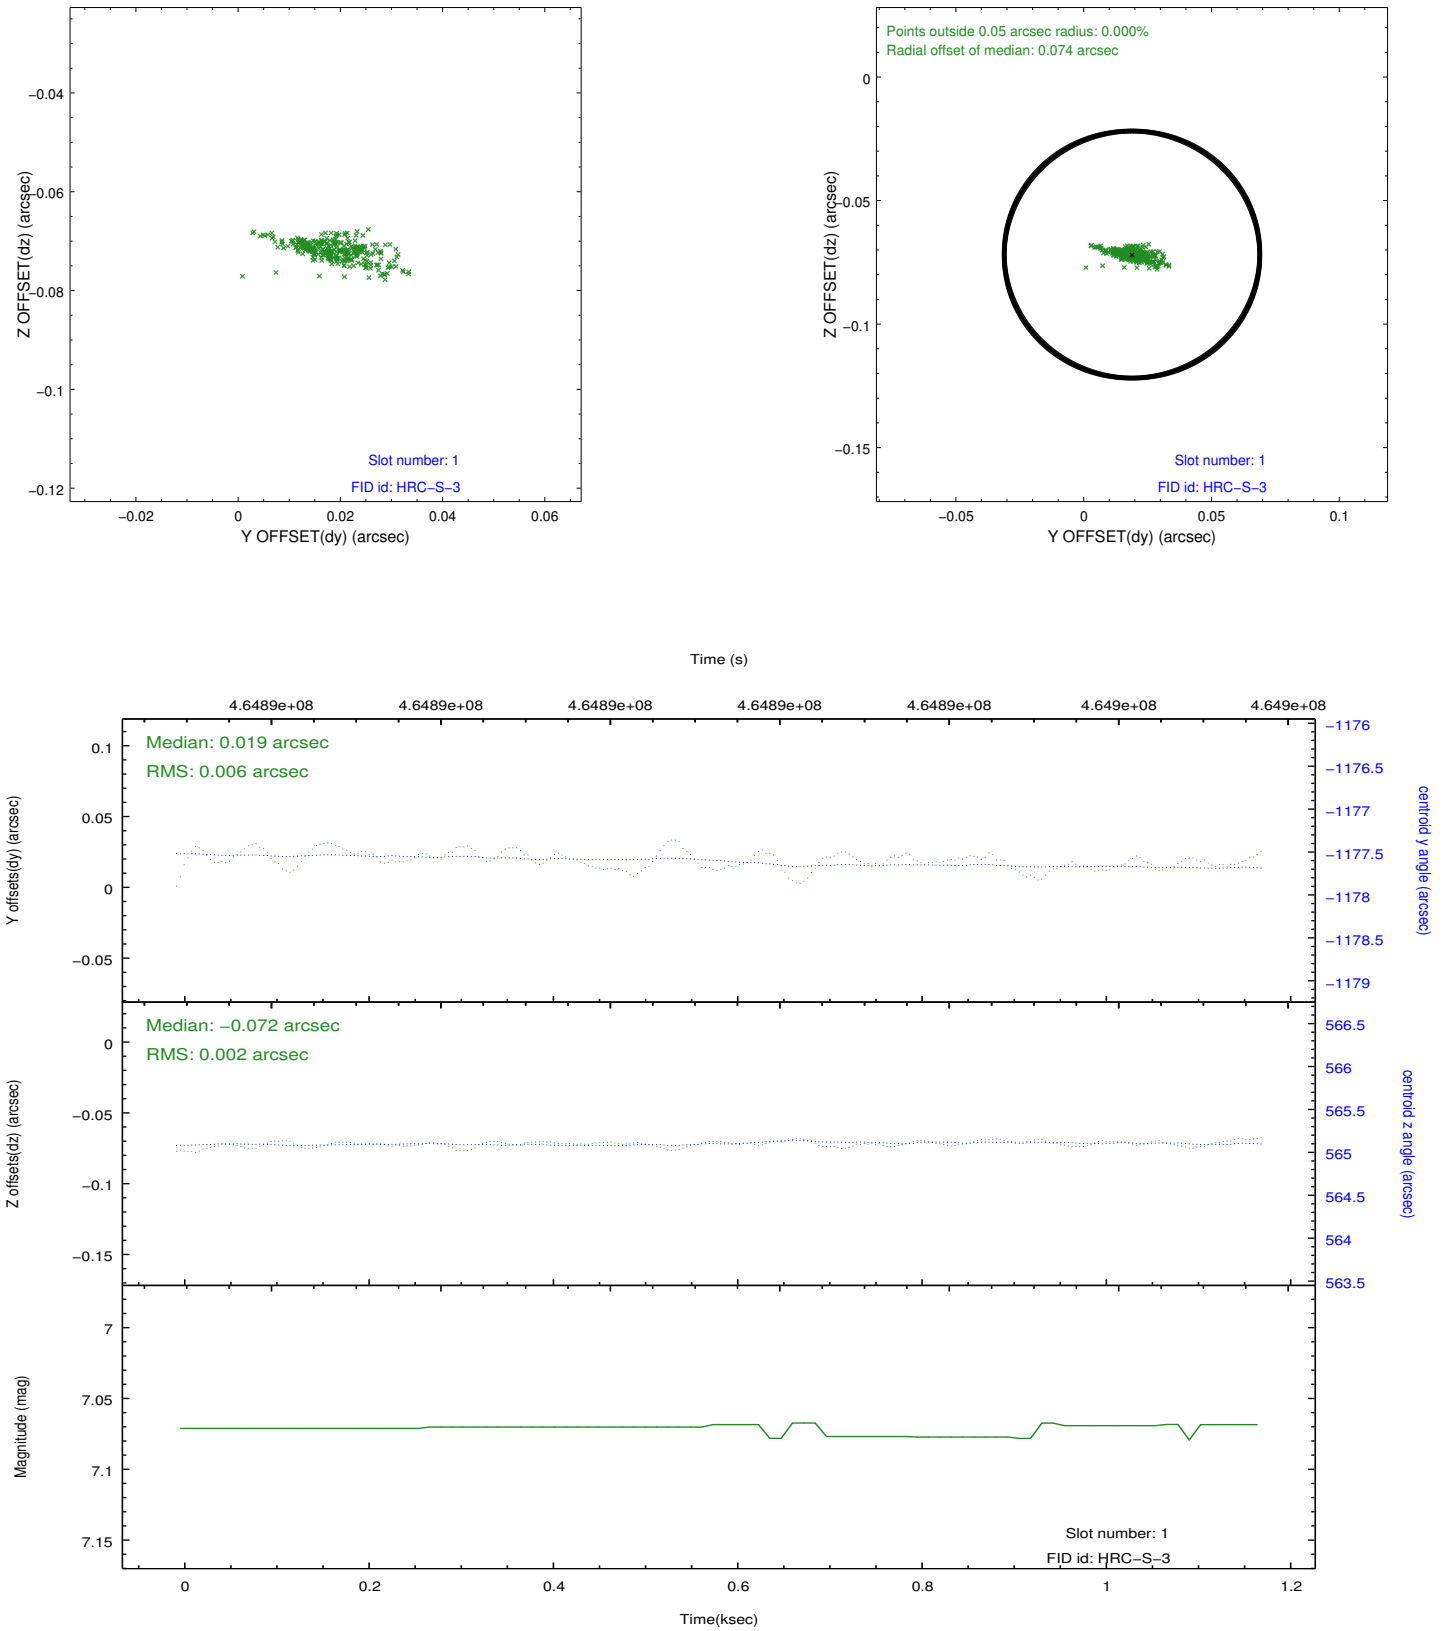 −0.04
−0.06
−0.08
−0.1
−0.12
Z OFFSET(dz) (arcsec)
Slot number: 1
FID id: HRC−S−3
−0.02
0
0.02
0.04
0.06
Y OFFSET(dy) (arcsec)
Points outside 0.05 arcsec radius: 0.000%
Radial offset of median: 0.074 arcsec
0
−0.05
−0.1
−0.15
Z OFFSET(dz) (arcsec)
Slot number: 1
FID id: HRC−S−3
−0.05
0
0.05
0.1
Y OFFSET(dy) (arcsec)
Time (s)
4.6489e+08
4.6489e+08
4.6489e+08
4.6489e+08
4.6489e+08
4.649e+08
4.649e+08
Median: 0.019 arcsec
RMS: 0.006 arcsec
0.1
0.05
0
−0.05
Y offsets(dy) (arcsec)
−1176
−1176.5
−1177
−1177.5
−1178
−1178.5
−1179
centroid y angle (arcsec)
Median: −0.072 arcsec
RMS: 0.002 arcsec
0
−0.05
−0.1
−0.15
Z offsets(dz) (arcsec)
566.5
566
565.5
565
564.5
564
563.5
centroid z angle (arcsec)
7
7.05
7.1
7.15
Magnitude (mag)
Slot number: 1
FID id: HRC−S−3
0
0.2
0.4
0.6
0.8
1
1.2
Time(ksec)